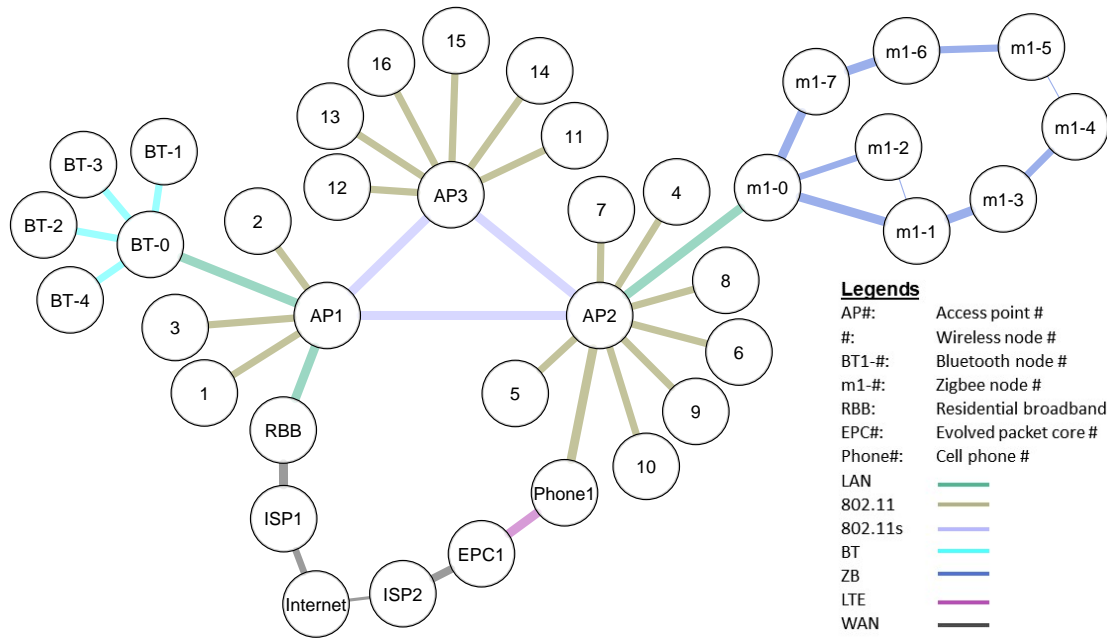 15
m1-6
m1-5
16
14
m1-7
13
11
m1-4
BT-1
BT-3
m1-2
12
AP3
m1-0
4
m1-3
2
7
BT-2
BT-0
m1-1
8
BT-4
AP1
AP2
3
6
1
5
9
RBB
10
Phone1
ISP1
EPC1
Internet
ISP2
Legends
AP#: Access point #
#: Wireless node #
BT1-#: Bluetooth node #
m1-#: Zigbee node #
RBB: Residential broadband
EPC#: Evolved packet core #
Phone#: Cell phone #
LAN
802.11
802.11s
BT
ZB
LTE
WAN